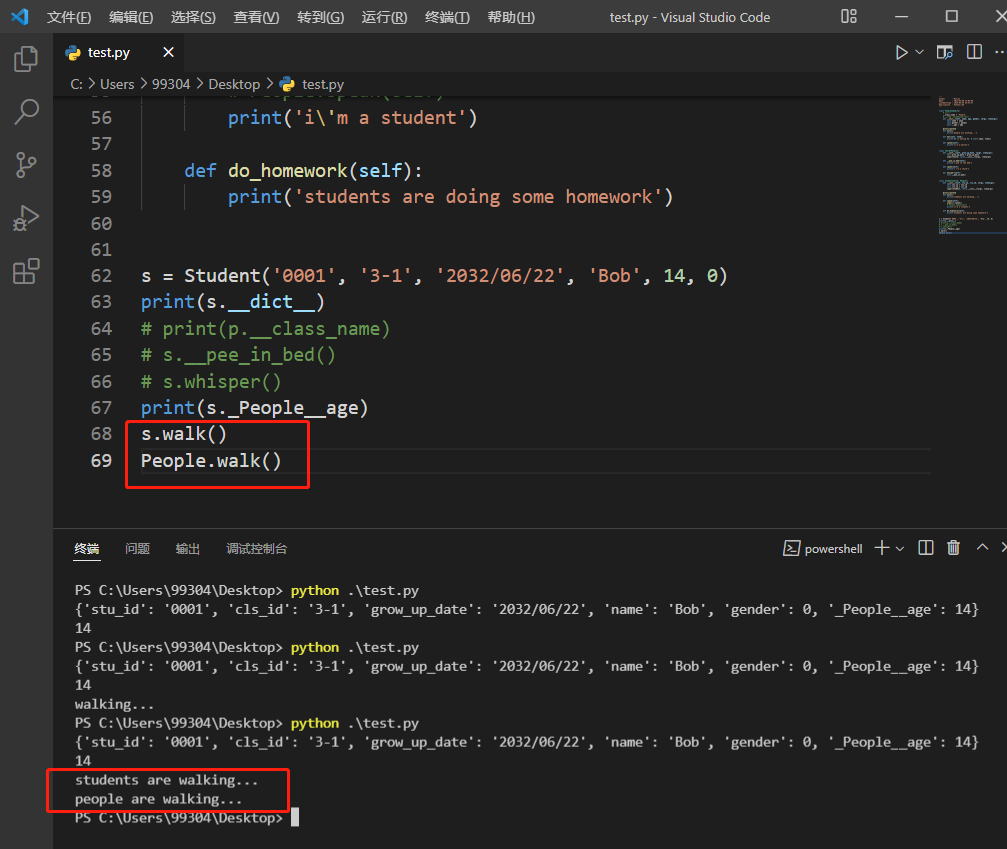 文件(F) 编辑(E) 选择(S) 查看(V) 转到(G) 运行(R) 终端(T) 帮助(H) test.py - Visual Studio Code
test.py
C: > Users > 99304 > Desktop > test.py
56 print('i\'m a student')
57
58 def do_homework(self):
59 print('students are doing some homework')
60
61
62 s = Student('0001', '3-1', '2032/06/22', 'Bob', 14, 0)
63 print(s.__dict__)
64 # print(p.__class_name)
65 # s.__pee_in_bed()
66 # s.whisper()
67 print(s._People__age)
68 s.walk()
69 People.walk()
终端 问题 输出 调试控制台 powershell
PS C:\Users\99304\Desktop> python .\test.py
{'stu_id': '0001', 'cls_id': '3-1', 'grow_up_date': '2032/06/22', 'name': 'Bob', 'gender': 0, '_People__age': 14}
14
PS C:\Users\99304\Desktop> python .\test.py
{'stu_id': '0001', 'cls_id': '3-1', 'grow_up_date': '2032/06/22', 'name': 'Bob', 'gender': 0, '_People__age': 14}
14
walking...
PS C:\Users\99304\Desktop> python .\test.py
{'stu_id': '0001', 'cls_id': '3-1', 'grow_up_date': '2032/06/22', 'name': 'Bob', 'gender': 0, '_People__age': 14}
14
students are walking...
people are walking...
PS C:\Users\99304\Desktop>